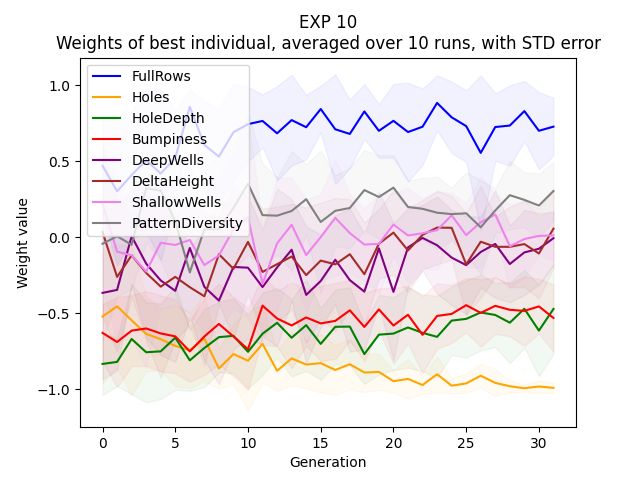 EXP 10
Weights of best individual, averaged over 10 runs, with STD error
FullRows
Holes
HoleDepth
Bumpiness
DeepWells
DeltaHeight
ShallowWells
PatternDiversity
Weight value
1.0
0.5
0.0
−0.5
−1.0
0 5 10 15 20 25 30
Generation